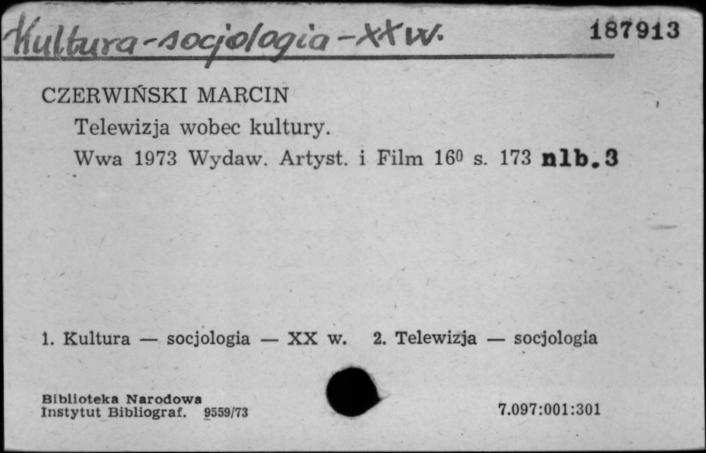 Kultura-socjologia-XX w. 187913
CZERWIŃSKI MARCIN
Telewizja wobec kultury.
Wwa 1973 Wydaw. Artyst. i Film 16⁰ s. 173 nlb.3
1. Kultura — socjologia — XX w. 2. Telewizja — socjologia
Biblioteka Narodowa
Instytut Bibliograf. 9559/73 7.097:001:301